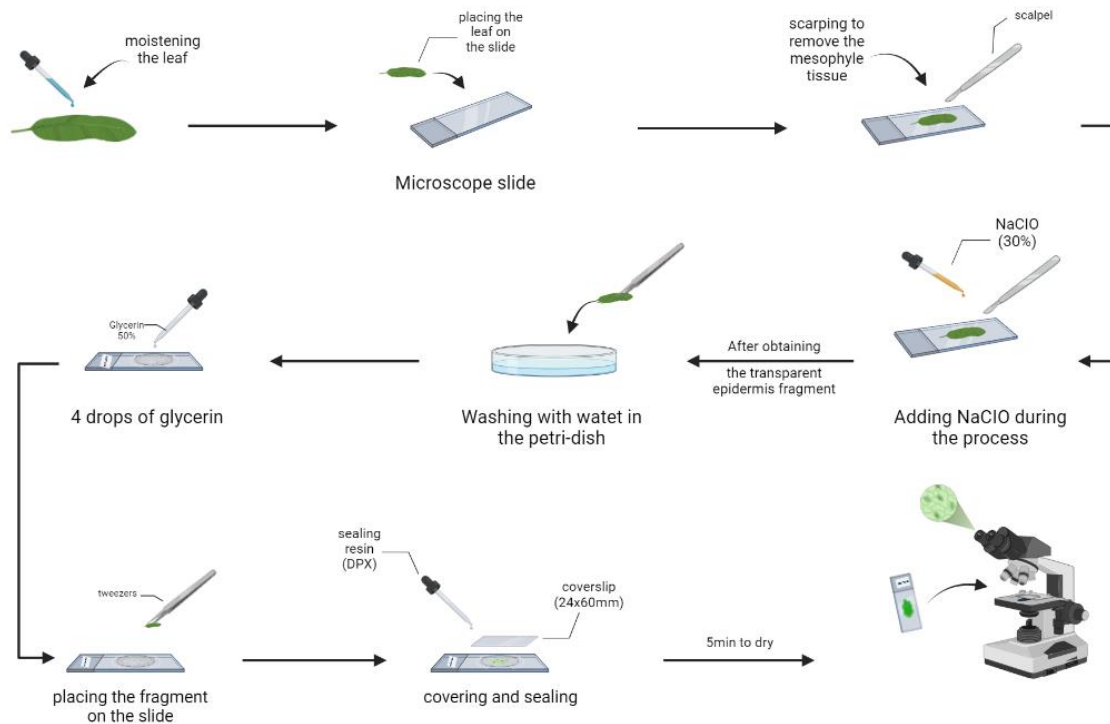 moistening
the leaf
placing the
leaf on
the slide
Microscope slide
scarping to
remove the
mesophyle
tissue
scalpel
NaClO
(30%)
Adding NaClO during
the process
After obtaining
the transparent
epidermis fragment
Washing with watet in
the petri-dish
Glycerin
50%
4 drops of glycerin
tweezers
placing the fragment
on the slide
sealing
resin
(DPX)
coverslip
(24x60mm)
covering and sealing
5min to dry